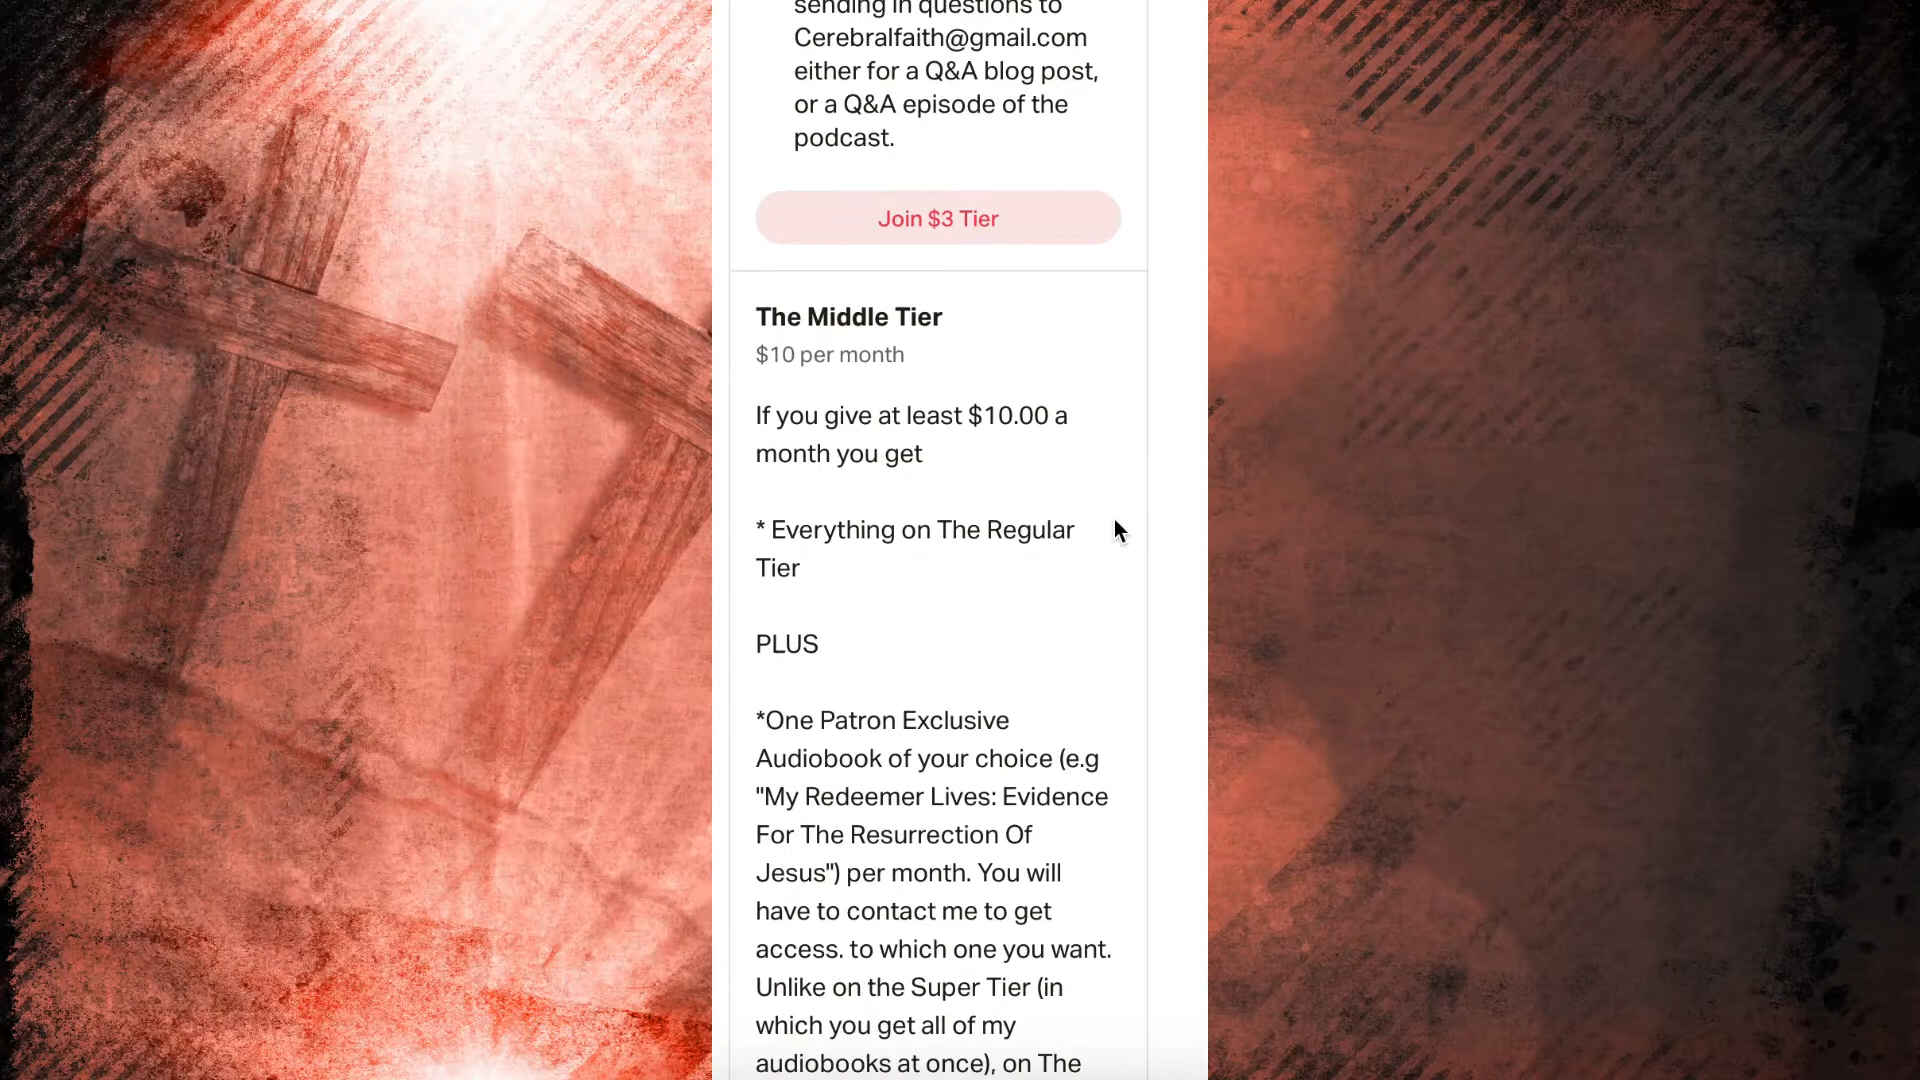 sending in questions to
Cerebralfaith@gmail.com
either for a Q&A blog post,
or a Q&A episode of the
podcast.
Join $3 Tier
The Middle Tier
$10 per month
If you give at least $10.00 a
month you get
* Everything on The Regular
Tier
PLUS
*One Patron Exclusive
Audiobook of your choice (e.g
"My Redeemer Lives: Evidence
For The Resurrection Of
Jesus") per month. You will
have to contact me to get
access. to which one you want.
Unlike on the Super Tier (in
which you get all of my
audiobooks at once), on The